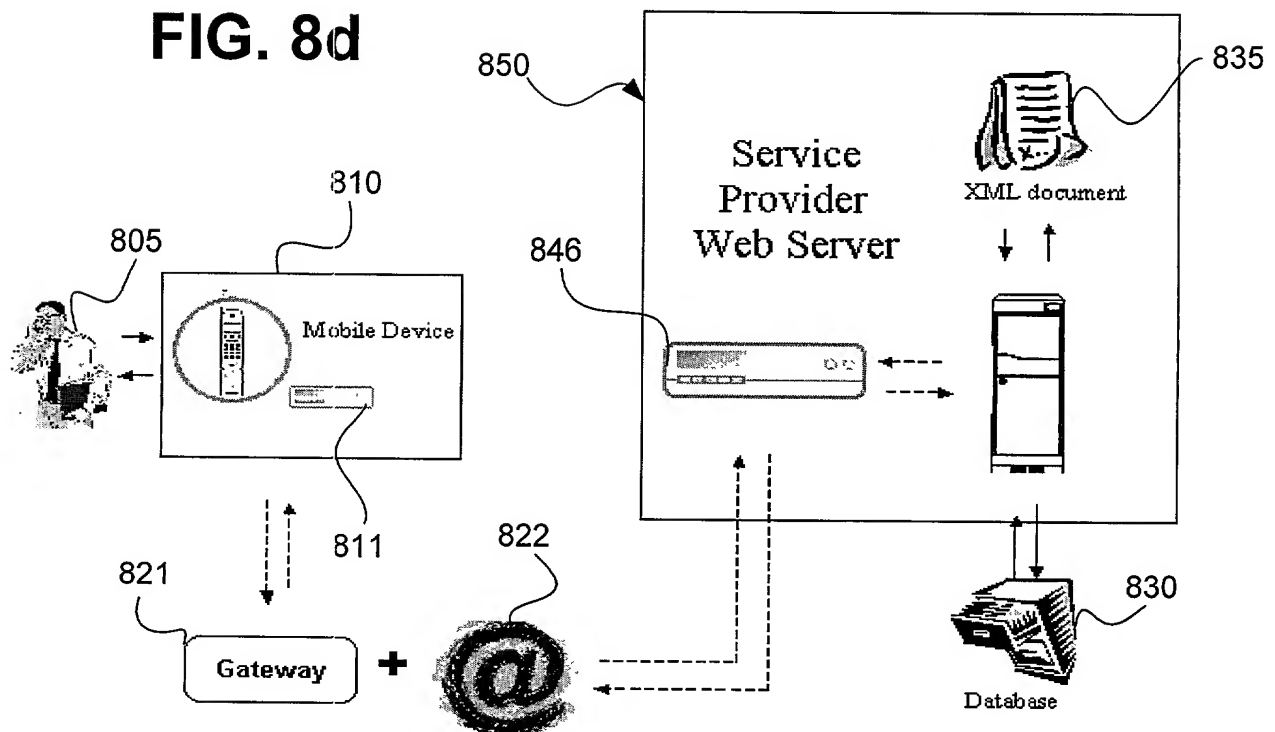 FIG. 8d
850
835
Service
Provider
Web Server
XML document
810
805
846
Mobile Device
811
822
821
Gateway
+
@
830
Database